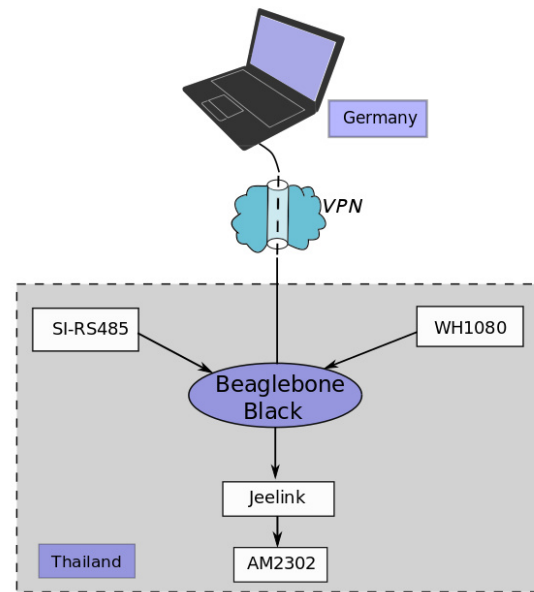 Germany
VPN
SI-RS485
WH1080
Beaglebone
Black
Jeelink
Thailand
AM2302